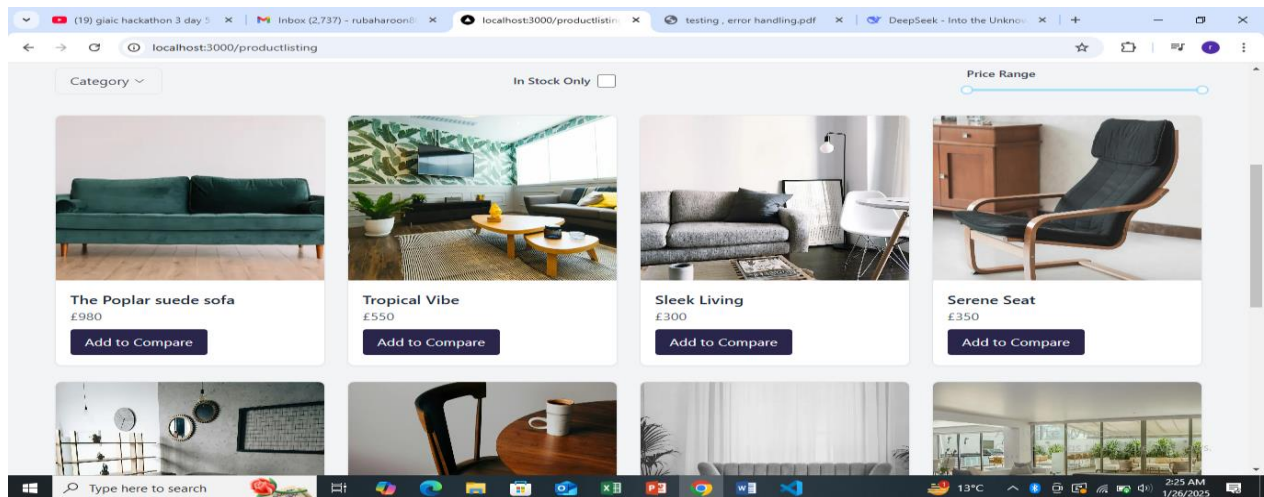 (19) giaic hackathon 3 day 5
Inbox (2,737) - rubaharoon8
localhost:3000/productlistin
testing , error handling.pdf
DeepSeek - Into the Unknow
localhost:3000/productlisting
r
Category
In Stock Only
Price Range
The Poplar suede sofa
£980
Add to Compare
Tropical Vibe
£550
Add to Compare
Sleek Living
£300
Add to Compare
Serene Seat
£350
Add to Compare
Type here to search
13°C
2:25 AM
1/26/2025